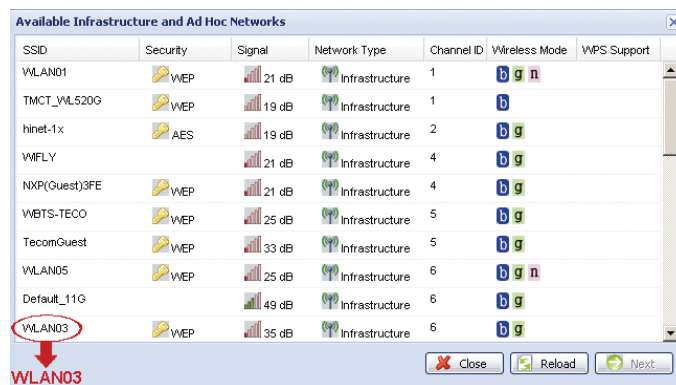 Available Infrastructure and Ad Hoc Networks
SSID Security Signal Network Type Channel ID Wireless Mode WPS Support
WLAN01 WEP 21 dB Infrastructure 1 b g n
TMCT_WL520G WEP 19 dB Infrastructure 1 b
hinet-1x AES 19 dB Infrastructure 2 b g
WIFLY 21 dB Infrastructure 4 b g
NXP(Guest)3FE WEP 21 dB Infrastructure 4 b g
WBTS-TECO WEP 25 dB Infrastructure 5 b g
TecomGuest 33 dB Infrastructure 5 b g
WLAN05 WEP 25 dB Infrastructure 6 b g n
Default_11G 49 dB Infrastructure 6 b g
WLAN03 WEP 35 dB Infrastructure 6 b g
Close Reload Next
WLAN03